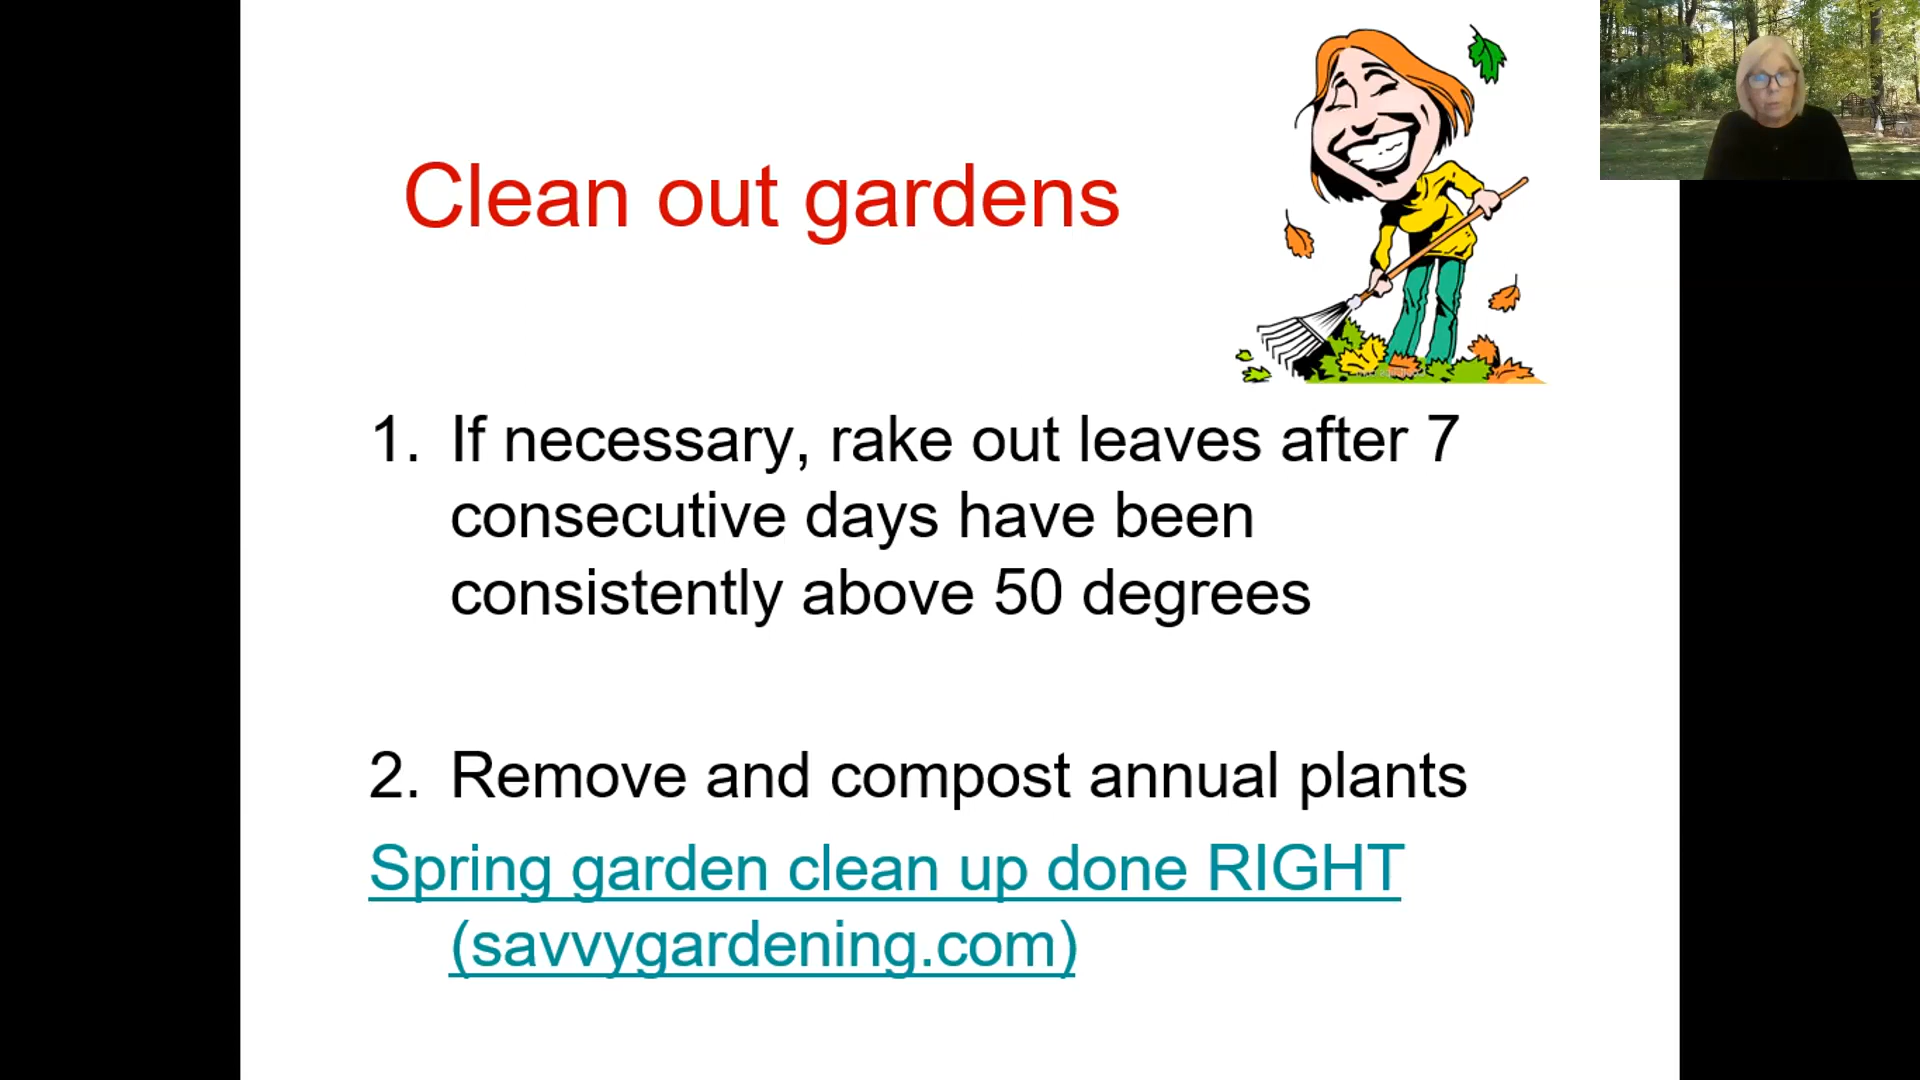 Clean out gardens
1. If necessary, rake out leaves after 7
consecutive days have been
consistently above 50 degrees
2. Remove and compost annual plants
Spring garden clean up done RIGHT
(savvygardening.com)